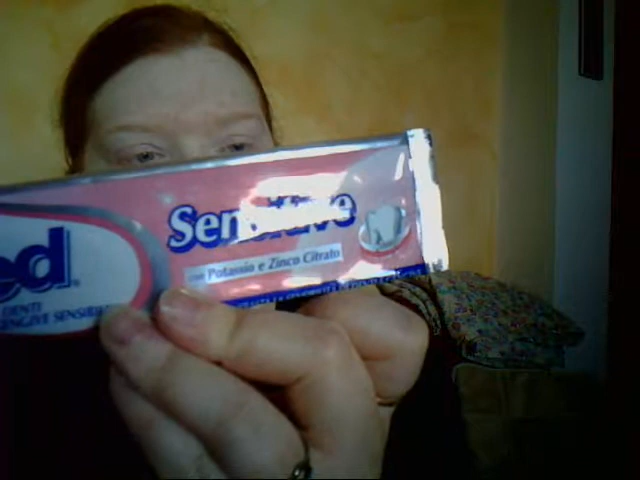 Sensitive
con Potassio e Zinco Citrato
ed
DENTI
GENGIVE SENSIBILI